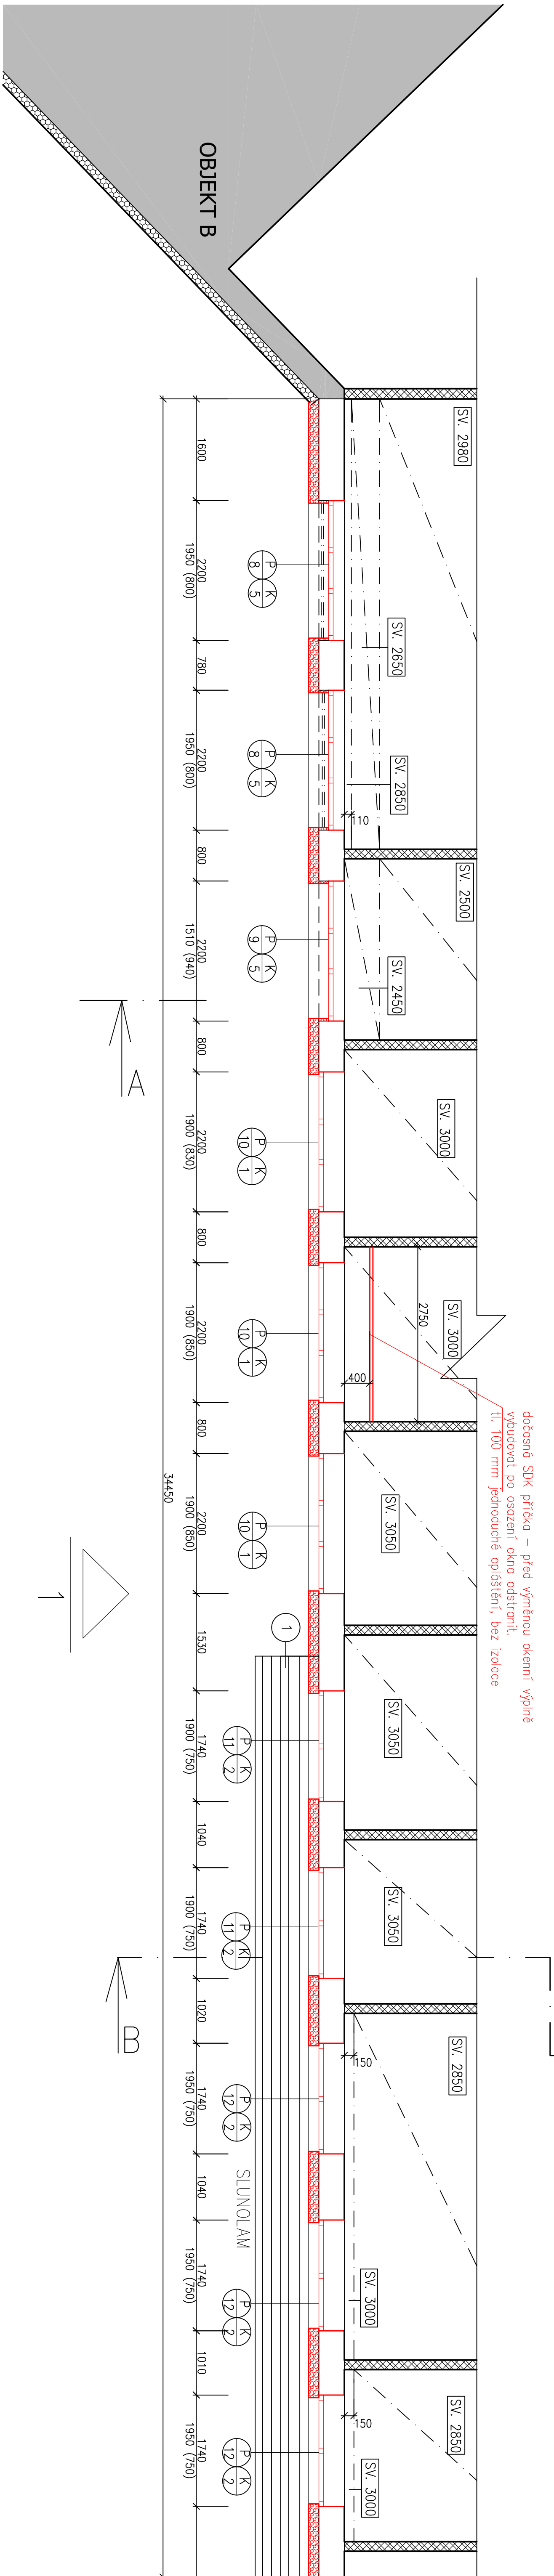 OBJEKT B
SV. 2980
SV. 2650
SV. 2850
110
SV. 2500
SV. 2450
SV. 3000
SV. 3000
2750
400
dočasná SDK příčka – před výměnou okenní výplně
vybudovat po osazení okna odstranit.
tl. 100 mm jednoduché opláštění, bez izolace
SV. 3050
SV. 3050
SV. 3050
SV. 2850
150
SV. 3000
SV. 2850
150
SV. 3000
P 8 K 5
P 8 K 5
P 9 K 5
P 10 K 1
P 10 K 1
P 10 K 1
1
P 11 K 2
P 11 K 2
P 12 K 2
SLUNOLAM
P 12 K 2
P 12 K 2
1600
2200
1950 (800)
780
2200
1950 (800)
800
2200
1510 (940)
800
2200
1900 (830)
800
2200
1900 (850)
800
2200
1900 (850)
1530
1740
1900 (750)
1040
1740
1900 (750)
1020
1740
1950 (750)
1040
1740
1950 (750)
1010
1740
1950 (750)
34450
A
1
B